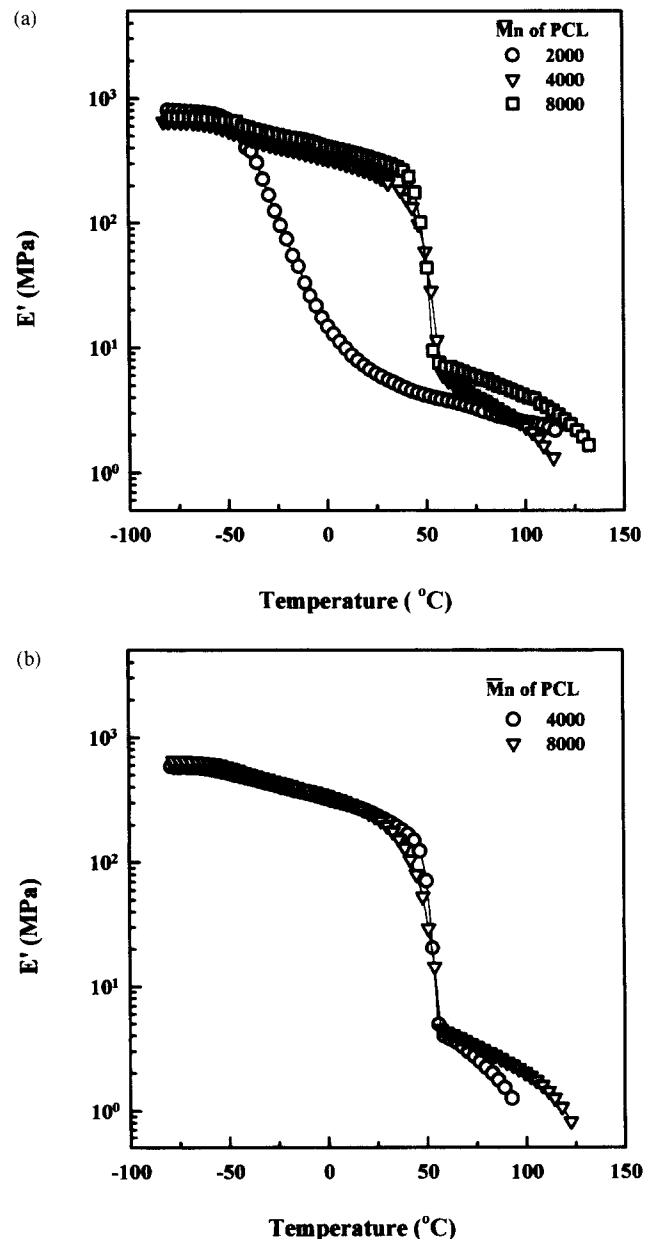 (a)
M̄n of PCL
2000
4000
8000
10³
10²
10¹
10⁰
E' (MPa)
-100 -50 0 50 100 150
Temperature ( °C)
(b)
M̄n of PCL
4000
8000
10³
10²
10¹
10⁰
E' (MPa)
-100 -50 0 50 100 150
Temperature (°C)